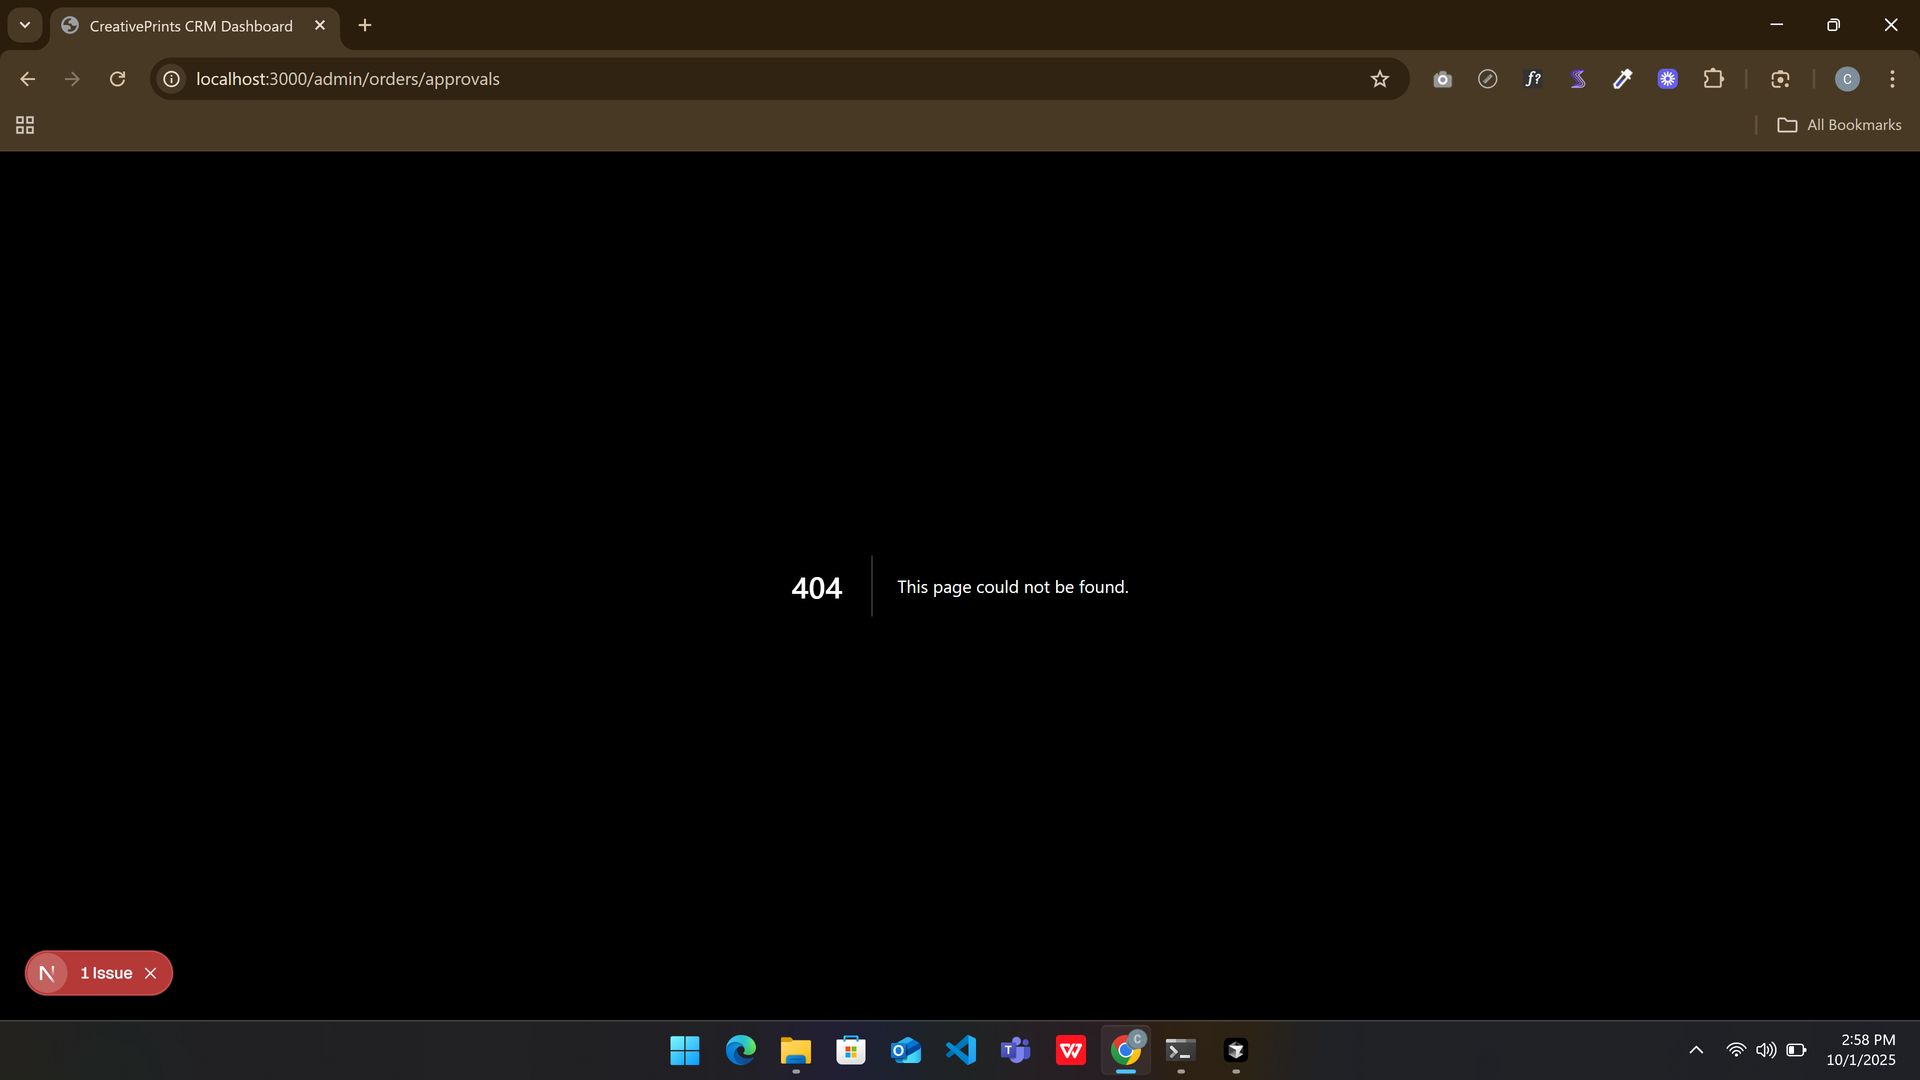 CreativePrints CRM Dashboard
localhost:3000/admin/orders/approvals
f?
C
All Bookmarks
404
This page could not be found.
N
1 Issue
C
2:58 PM
10/1/2025